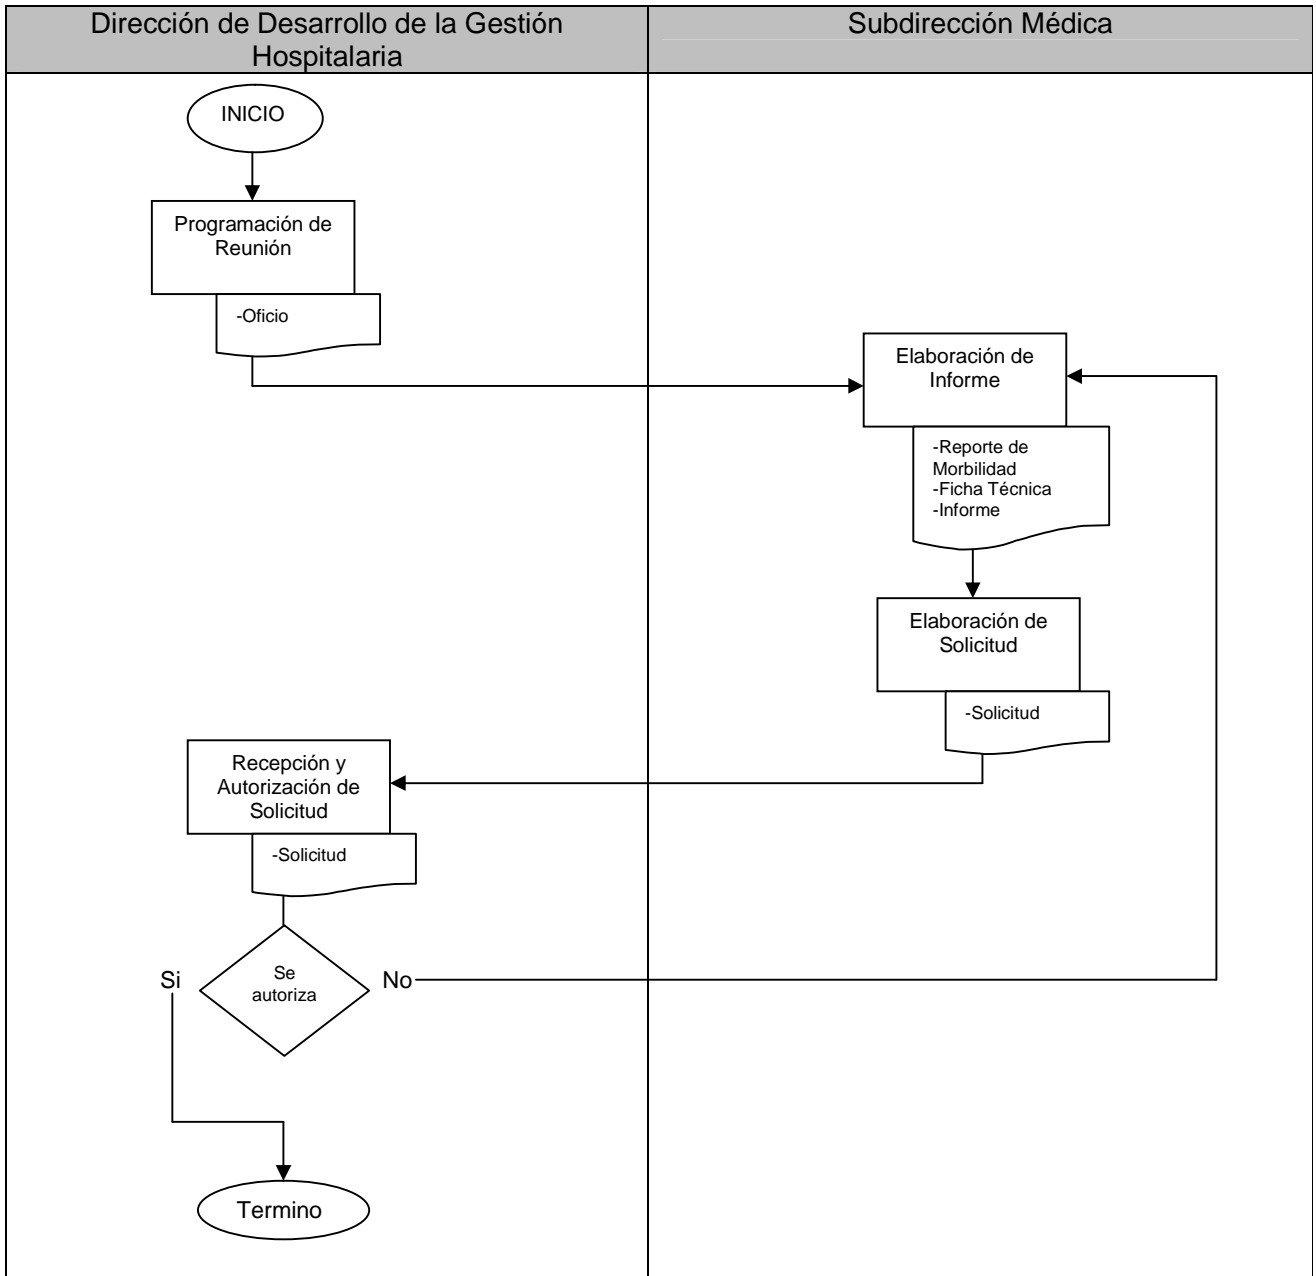 Dirección de Desarrollo de la Gestión
Hospitalaria
Subdirección Médica
INICIO
Programación de
Reunión
-Oficio
Elaboración de
Informe
-Reporte de
Morbilidad
-Ficha Técnica
-Informe
Elaboración de
Solicitud
-Solicitud
Recepción y
Autorización de
Solicitud
-Solicitud
Si
Se
autoriza
No
Termino